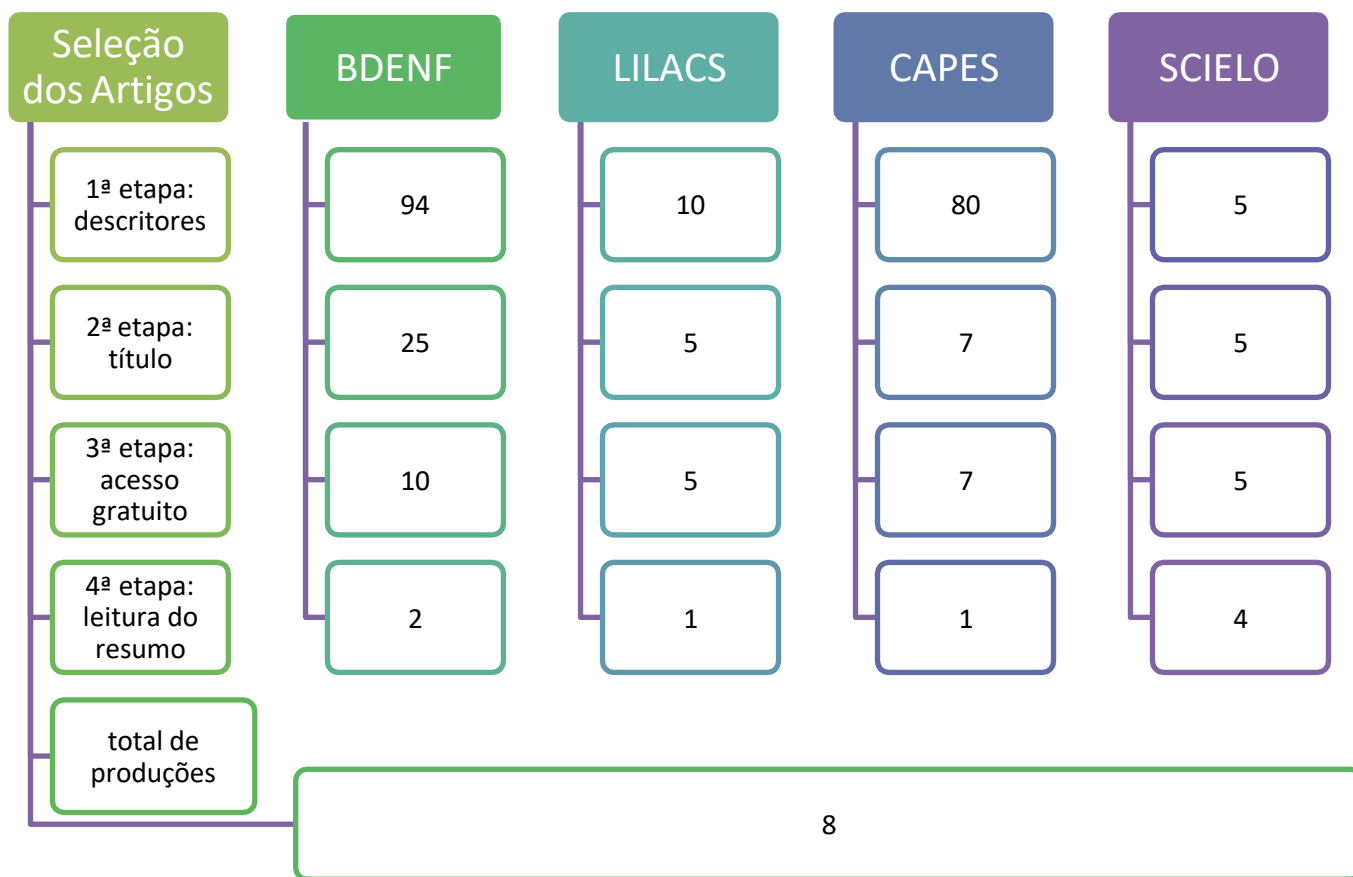 Seleção
dos Artigos
BDENF
LILACS
CAPES
SCIELO
1ª etapa:
descritores
94
10
80
5
2ª etapa:
título
25
5
7
5
3ª etapa:
acesso
gratuito
10
5
7
5
4ª etapa:
leitura do
resumo
2
1
1
4
total de
produções
8